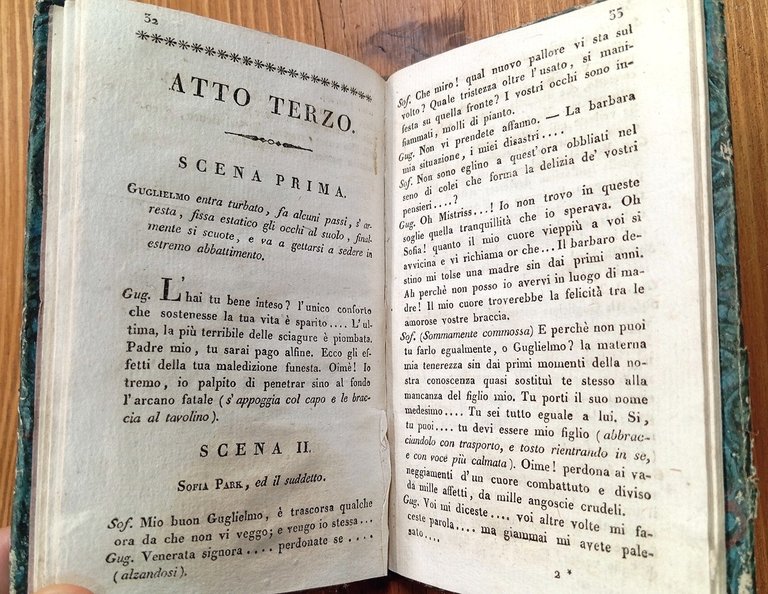 32
ATTO TERZO.
SCENA PRIMA.
GUGLIELMO entra turbato, fa alcuni passi, s'ar-
resta, fissa estatico gli occhi al suolo, final-
mente si scuote, e va a gettarsi a sedere in
estremo abbattimento.
Gug. L'hai tu bene inteso? l'unico conforto
che sostenesse la tua vita è sparito.... L'ul-
tima, la più terribile delle sciagure è piombata.
Padre mio, tu sarai pago alfine. Ecco gli ef-
fetti della tua maledizione funesta. Oimè! Io
tremo, io palpito di penetrar sino al fondo
l'arcano fatale (s'appoggia col capo e le brac-
cia al tavolino).
SCENA II.
SOFIA PARK, ed il suddetto.
Sof. Mio buon Guglielmo, è trascorsa qualche
ora da che non vi veggo; e vengo io stessa...
Gug. Venerata signora .... perdonate se ....
(alzandosi).
33
Sof. Che miro! qual nuovo pallore vi sta sul
volto? Quale tristezza oltre l'usato, si mani-
festa su quella fronte? I vostri occhi sono in-
fiammati, molli di pianto.
Gug. Non vi prendete affanno. — La barbara
mia situazione, i miei disastri....
Sof. Non sono eglino a quest'ora obbliati nel
seno di colei che forma la delizia de' vostri
pensieri....?
Gug. Oh Mistriss....! Io non trovo in queste
soglie quella tranquillità che io sperava. Oh
Sofia! quanto il mio cuore vieppiù a voi si
avvicina e vi richiama or che... Il barbaro de-
stino mi tolse una madre sin dai primi anni.
Ah perchè non posso io avervi in luogo di ma-
dre! Il mio cuore troverebbe la felicità tra le
amorose vostre braccia.
Sof. (Sommamente commossa) E perchè non puoi
tu farlo egualmente, o Guglielmo? la materna
mia tenerezza sin dai primi momenti della no-
stra conoscenza quasi sostituì te stesso alla
mancanza del figlio mio. Tu porti il suo nome
medesimo.... Tu sei tutto eguale a lui. Si,
tu puoi.... tu devi essere mio figlio (abbrac-
ciandolo con trasporto, e tosto rientrando in se,
e con voce più calmata). Oime! perdona ai va-
neggiamenti d'un cuore combattuto e diviso
da mille affetti, da mille angoscie crudeli.
Gug. Voi mi diceste.... voi altre volte mi fa-
ceste parola.... ma giammai mi avete pale-
sato....
2 *